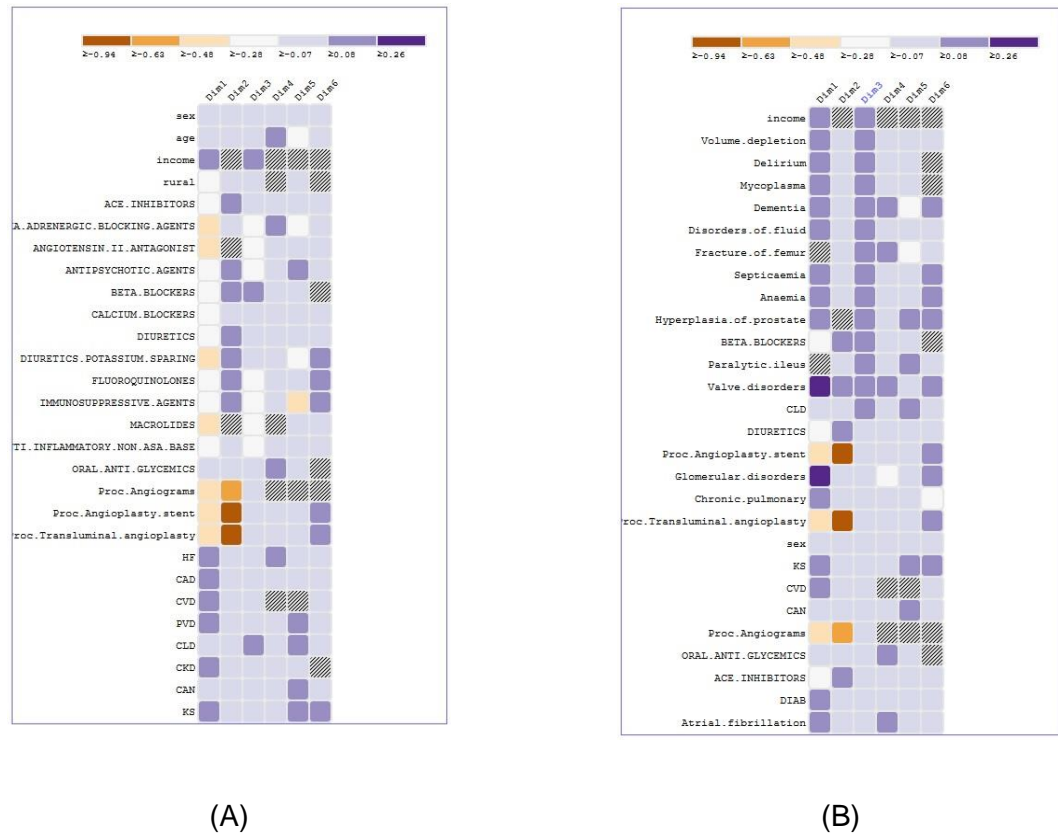 ≥-0.94 ≥-0.63 ≥-0.48 ≥-0.28 ≥-0.07 ≥0.08 ≥0.26
Dim1 Dim2 Dim3 Dim4 Dim5 Dim6
sex
age
income
rural
ACE.INHIBITORS
A.ADRENERGIC.BLOCKING.AGENTS
ANGIOTENSIN.II.ANTAGONIST
ANTIPSYCHOTIC.AGENTS
BETA.BLOCKERS
CALCIUM.BLOCKERS
DIURETICS
DIURETICS.POTASSIUM.SPARING
FLUOROQUINOLONES
IMMUNOSUPPRESSIVE.AGENTS
MACROLIDES
TI.INFLAMMATORY.NON.ASA.BASE
ORAL.ANTI.GLYCEMICS
Proc.Angiograms
Proc.Angioplasty.stent
roc.Transluminal.angioplasty
HF
CAD
CVD
PVD
CLD
CKD
CAN
KS
(A)
≥-0.94 ≥-0.63 ≥-0.48 ≥-0.28 ≥-0.07 ≥0.08 ≥0.26
Dim1 Dim2 Dim3 Dim4 Dim5 Dim6
income
Volume.depletion
Delirium
Mycoplasma
Dementia
Disorders.of.fluid
Fracture.of.femur
Septicaemia
Anaemia
Hyperplasia.of.prostate
BETA.BLOCKERS
Paralytic.ileus
Valve.disorders
CLD
DIURETICS
Proc.Angioplasty.stent
Glomerular.disorders
Chronic.pulmonary
roc.Transluminal.angioplasty
sex
KS
CVD
CAN
Proc.Angiograms
ORAL.ANTI.GLYCEMICS
ACE.INHIBITORS
DIAB
Atrial.fibrillation
(B)